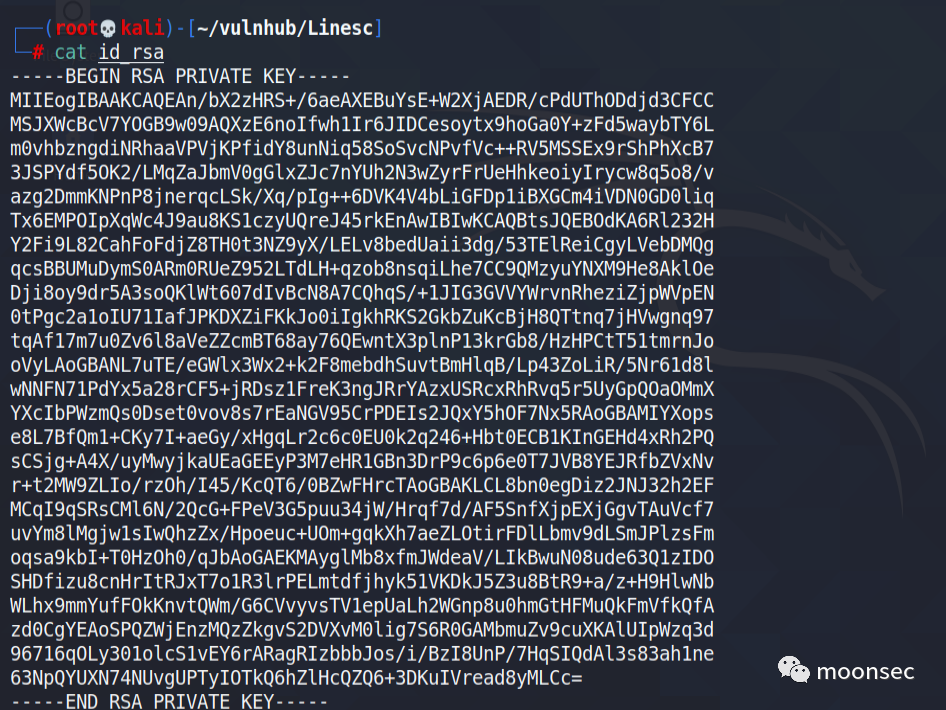 (root💀kali)-[~/vulnhub/Linesc]
# cat id_rsa
-----BEGIN RSA PRIVATE KEY-----
MIIEogIBAAKCAQEAn/bX2zHRS+/6aeAXEBuYsE+W2XjAEDR/cPdUThODdjd3CFCC
MSJXWcBcV7YOGB9w09AQXzE6noIfwh1Ir6JIDCesoytx9hoGa0Y+zFd5waybTY6L
m0vhbzngdiNRhaaVPVjKPfidY8unNiq58SoSvcNPvfVc++RV5MSSEx9rShPhXcB7
3JSPYdf5OK2/LMqZaJbmV0gGlxZJc7nYUh2N3wZyrFrUeHhkeoiyIrycw8q5o8/v
azg2DmmKNPnP8jnerqcLSk/Xq/pIg++6DVK4V4bLiGFDp1iBXGCm4iVDN0GD0liq
Tx6EMPOIpXqWc4J9au8KS1czyUQreJ45rkEnAwIBIwKCAQBtsJQEBOdKA6Rl232H
Y2Fi9L82CahFoFdjZ8TH0t3NZ9yX/LELv8bedUaii3dg/53TElReiCgyLVebDMQg
qcsBBUMuDymS0ARm0RUeZ952LTdLH+qzob8nsqiLhe7CC9QMzyuYNXM9He8AklOe
Dji8oy9dr5A3soQKlWt607dIvBcN8A7CQhqS/+1JIG3GVVYWrvnRheziZjpWVpEN
0tPgc2a1oIU71IafJPKDXZiFKkJo0iIgkhRKS2GkbZuKcBjH8QTtnq7jHVwgnq97
tqAf17m7u0Zv6l8aVeZZcmBT68ay76QEwntX3plnP13krGb8/HzHPCtT51tmrnJo
oVyLAoGBANL7uTE/eGWlx3Wx2+k2F8mebdhSuvtBmHlqB/Lp43ZoLiR/5Nr61d8l
wNNFN71PdYx5a28rCF5+jRDsz1FreK3ngJRrYAzxUSRcxRhRvq5r5UyGpQOaOMmX
YXcIbPWzmQs0Dset0vov8s7rEaNGV95CrPDEIs2JQxY5hOF7Nx5RAoGBAMIYXops
e8L7BfQm1+CKy7I+aeGy/xHgqLr2c6c0EU0k2q246+Hbt0ECB1KInGEHd4xRh2PQ
sCSjg+A4X/uyMwyjkaUEaGEEyP3M7eHR1GBn3DrP9c6p6e0T7JVB8YEJRfbZVxNv
r+t2MW9ZLIo/rzOh/I45/KcQT6/0BZwFHrcTAoGBAKLCL8bn0egDiz2JNJ32h2EF
MCqI9qSRsCMl6N/2QcG+FPeV3G5puu34jW/Hrqf7d/AF5SnfXjpEXjGgvTAuVcf7
uvYm8lMgjw1sIwQhzZx/Hpoeuc+UOm+gqkXh7aeZLOtirFDlLbmv9dLSmJPlzsFm
oqsa9kbI+T0HzOh0/qJbAoGAEKMAyglMb8xfmJWdeaV/LIkBwuN08ude63Q1zIDO
SHDfizu8cnHrItRJxT7o1R3lrPELmtdfjhyk51VKDkJ5Z3u8BtR9+a/z+H9HlwNb
WLhx9mmYufFOkKnvtQWm/G6CVvyvsTV1epUaLh2WGnp8u0hmGtHFMuQkFmVfkQfA
zd0CgYEAoSPQZWjEnzMQzZkgvS2DVXvM0lig7S6R0GAMbmuZv9cuXKAlUIpWzq3d
96716qOLy301olcS1vEY6rARagRIzbbbJos/i/BzI8UnP/7HqSIQdAl3s83ah1ne
63NpQYUXN74NUvgUPTyIOTkQ6hZlHcQZQ6+3DKuIVread8yMLCc=
-----END RSA PRIVATE KEY-----
moonsec